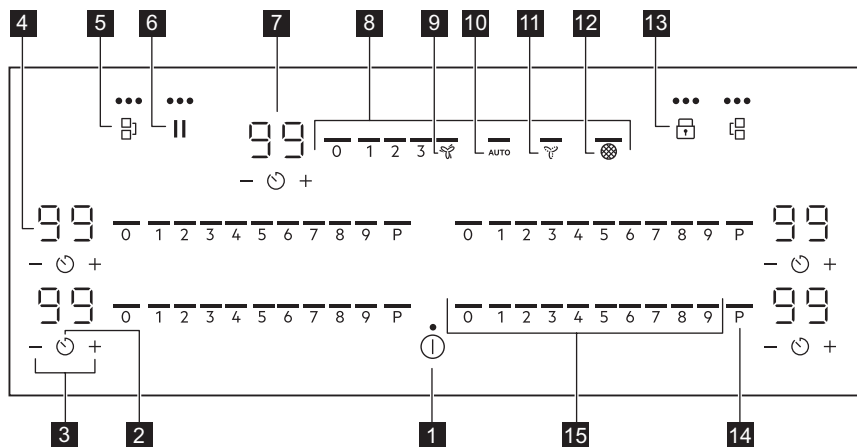 4 5 6 7 8 9 10 11 12 13
99 0 1 2 3 AUTO
− +
99 0 1 2 3 4 5 6 7 8 9 P 0 1 2 3 4 5 6 7 8 9 P 99
− + − +
99 0 1 2 3 4 5 6 7 8 9 P 0 1 2 3 4 5 6 7 8 9 P 99
− + − +
3 2 1 15 14